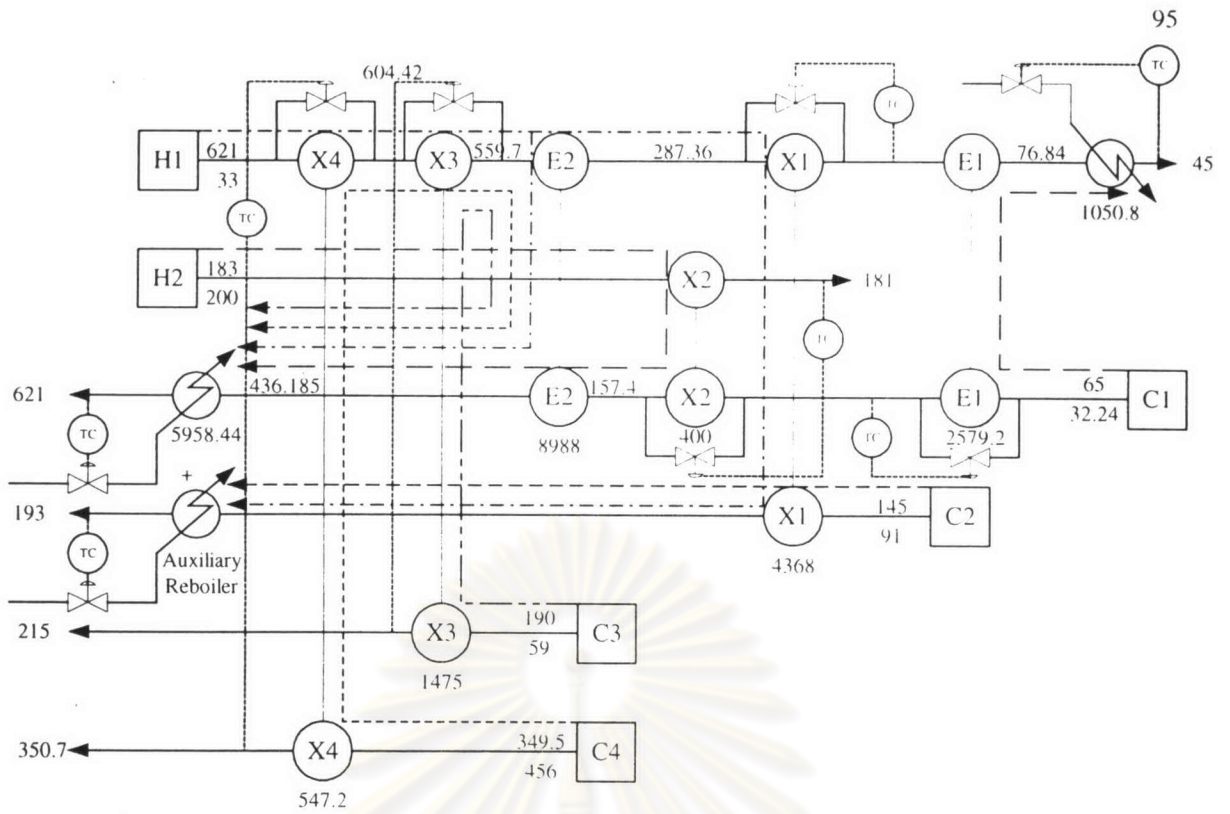 95
TC
604.42
TC
H1
621
33
X4
X3
559.7
E2
287.36
X1
E1
76.84
45
1050.8
TC
H2
183
200
X2
181
TC
621
436.185
E2
157.4
X2
E1
65
32.24
C1
5958.44
8988
400
2579.2
TC
TC
+
193
X1
145
91
C2
TC
Auxiliary
Reboiler
4368
215
X3
190
59
C3
1475
350.7
X4
349.5
456
C4
547.2